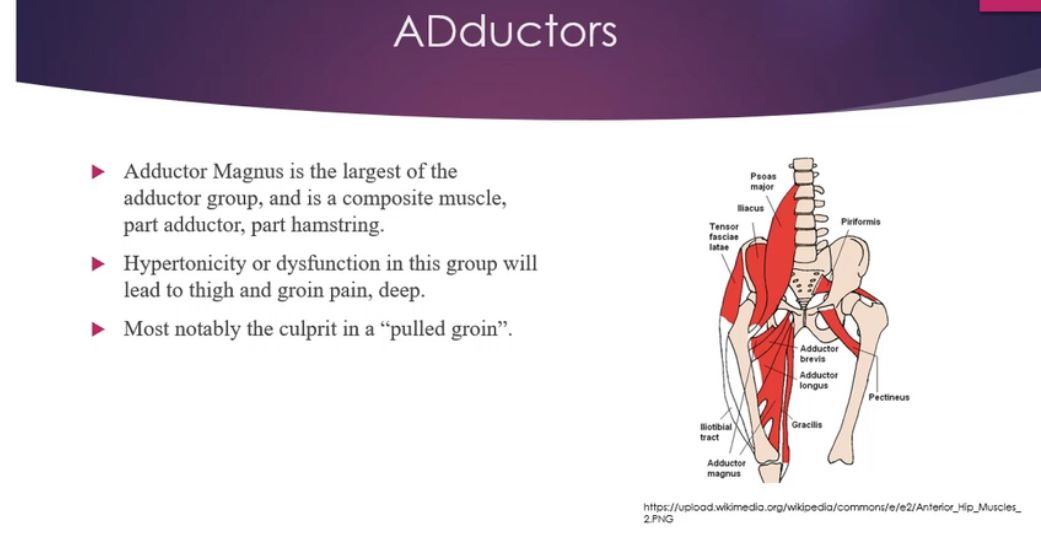 ADductors
Adductor Magnus is the largest of the
adductor group, and is a composite muscle,
part adductor, part hamstring.
Hypertonicity or dysfunction in this group will
lead to thigh and groin pain, deep.
Most notably the culprit in a “pulled groin”.
Psoas
major
Iliacus
Tensor
fasciae
latae
Piriformis
Adductor
brevis
Adductor
longus
Pectineus
Gracilis
Iliotibial
tract
Adductor
magnus
https://upload.wikimedia.org/wikipedia/commons/e/e2/Anterior_Hip_Muscles_
2.PNG